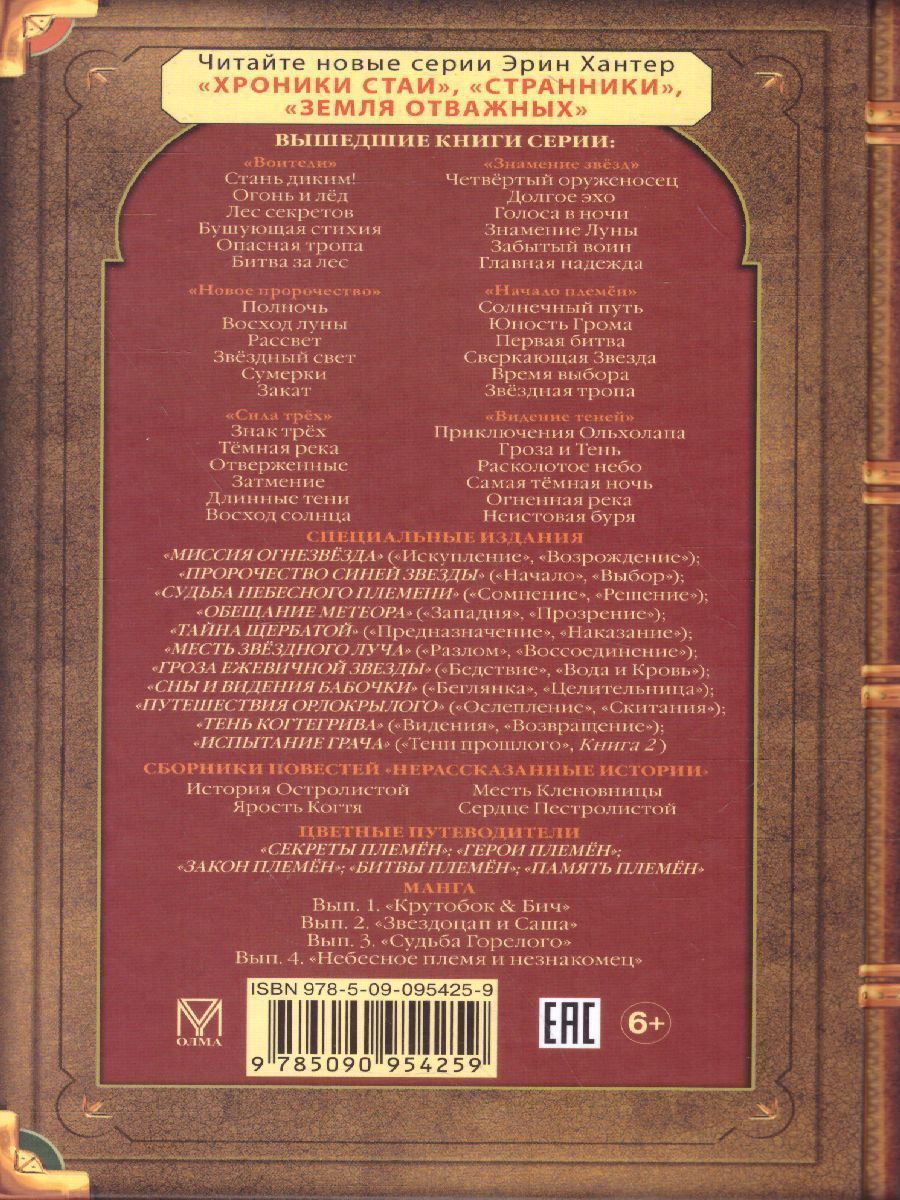 Читайте новые серии Эрин Хантер
«ХРОНИКИ СТАИ», «СТРАННИКИ»,
«ЗЕМЛЯ ОТВАЖНЫХ»
ВЫШЕДШИЕ КНИГИ СЕРИИ:
«Воители»
Стань диким!
Огонь и лёд
Лес секретов
Бушующая стихия
Опасная тропа
Битва за лес
«Знамение звёзд»
Четвёртый оруженосец
Долгое эхо
Голоса в ночи
Знамение Луны
Забытый воин
Главная надежда
«Новое пророчество»
Полночь
Восход луны
Рассвет
Звёздный свет
Сумерки
Закат
«Начало племён»
Солнечный путь
Юность Грома
Первая битва
Сверкающая Звезда
Время выбора
Звёздная тропа
«Сила трёх»
Знак трёх
Тёмная река
Отверженные
Затмение
Длинные тени
Восход солнца
«Видение теней»
Приключения Ольхолапа
Гроза и Тень
Расколотое небо
Самая тёмная ночь
Огненная река
Неистовая буря
СПЕЦИАЛЬНЫЕ ИЗДАНИЯ
«МИССИЯ ОГНЕЗВЁЗДА» («Искупление», «Возрождение»);
«ПРОРОЧЕСТВО СИНЕЙ ЗВЕЗДЫ» («Начало», «Выбор»);
«СУДЬБА НЕБЕСНОГО ПЛЕМЕНИ» («Сомнение», «Решение»);
«ОБЕЩАНИЕ МЕТЕОРА» («Западня», «Прозрение»);
«ТАЙНА ЩЕРБАТОЙ» («Предназначение», «Наказание»);
«МЕСТЬ ЗВЁЗДНОГО ЛУЧА» («Разлом», «Воссоединение»);
«ГРОЗА ЕЖЕВИЧНОЙ ЗВЕЗДЫ» («Бедствие», «Вода и Кровь»);
«СНЫ И ВИДЕНИЯ БАБОЧКИ» («Беглянка», «Целительница»);
«ПУТЕШЕСТВИЯ ОРЛОКРЫЛОГО» («Ослепление», «Скитания»);
«ТЕНЬ КОГТЕГРИВА» («Видения», «Возвращение»);
«ИСПЫТАНИЕ ГРАЧА» («Тени прошлого», Книга 2 )
СБОРНИКИ ПОВЕСТЕЙ «НЕРАССКАЗАННЫЕ ИСТОРИИ»
История Остролистой
Ярость Когтя
Месть Кленовницы
Сердце Пестролистой
ЦВЕТНЫЕ ПУТЕВОДИТЕЛИ
«СЕКРЕТЫ ПЛЕМЁН»; «ГЕРОИ ПЛЕМЁН»;
«ЗАКОН ПЛЕМЁН»; «БИТВЫ ПЛЕМЁН»; «ПАМЯТЬ ПЛЕМЁН»
МАНГА
Вып. 1. «Крутобок & Бич»
Вып. 2. «Звездоцап и Саша»
Вып. 3. «Судьба Горелого»
Вып. 4. «Небесное племя и незнакомец»
ОЛМА
ISBN 978-5-09-095425-9
9 785090 954259
EAC
6+